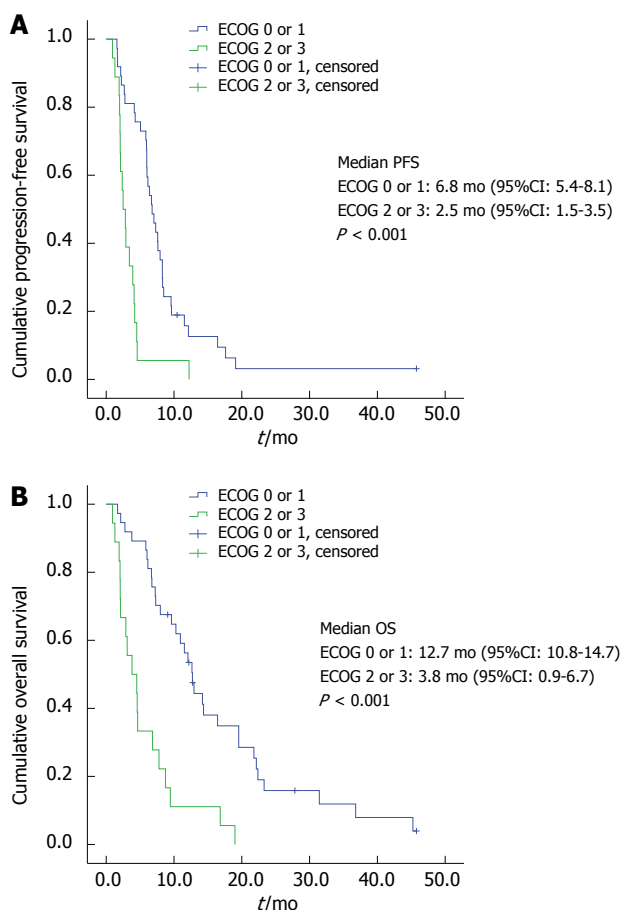 A
ECOG 0 or 1
ECOG 2 or 3
ECOG 0 or 1, censored
ECOG 2 or 3, censored
Cumulative progression-free survival
1.0
0.8
0.6
0.4
0.2
0.0
Median PFS
ECOG 0 or 1: 6.8 mo (95%CI: 5.4-8.1)
ECOG 2 or 3: 2.5 mo (95%CI: 1.5-3.5)
P < 0.001
0.0 10.0 20.0 30.0 40.0 50.0
t/mo
B
ECOG 0 or 1
ECOG 2 or 3
ECOG 0 or 1, censored
ECOG 2 or 3, censored
Cumulative overall survival
1.0
0.8
0.6
0.4
0.2
0.0
Median OS
ECOG 0 or 1: 12.7 mo (95%CI: 10.8-14.7)
ECOG 2 or 3: 3.8 mo (95%CI: 0.9-6.7)
P < 0.001
0.0 10.0 20.0 30.0 40.0 50.0
t/mo